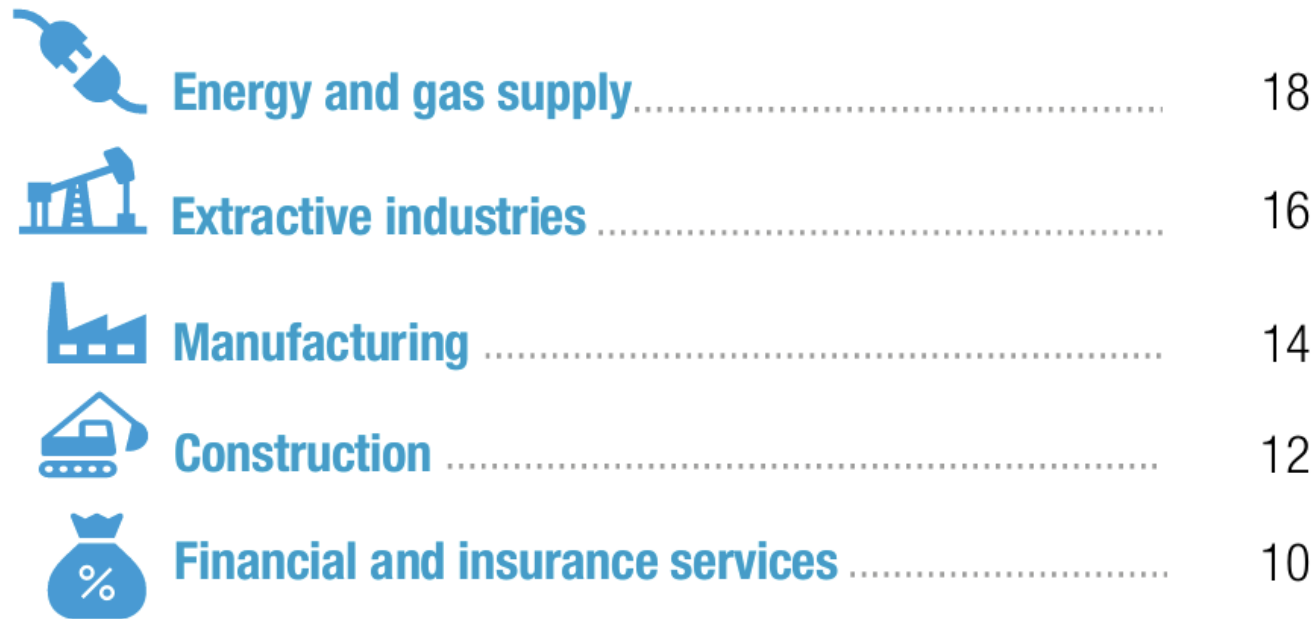 Energy and gas supply 18
Extractive industries 16
Manufacturing 14
Construction 12
Financial and insurance services 10
%